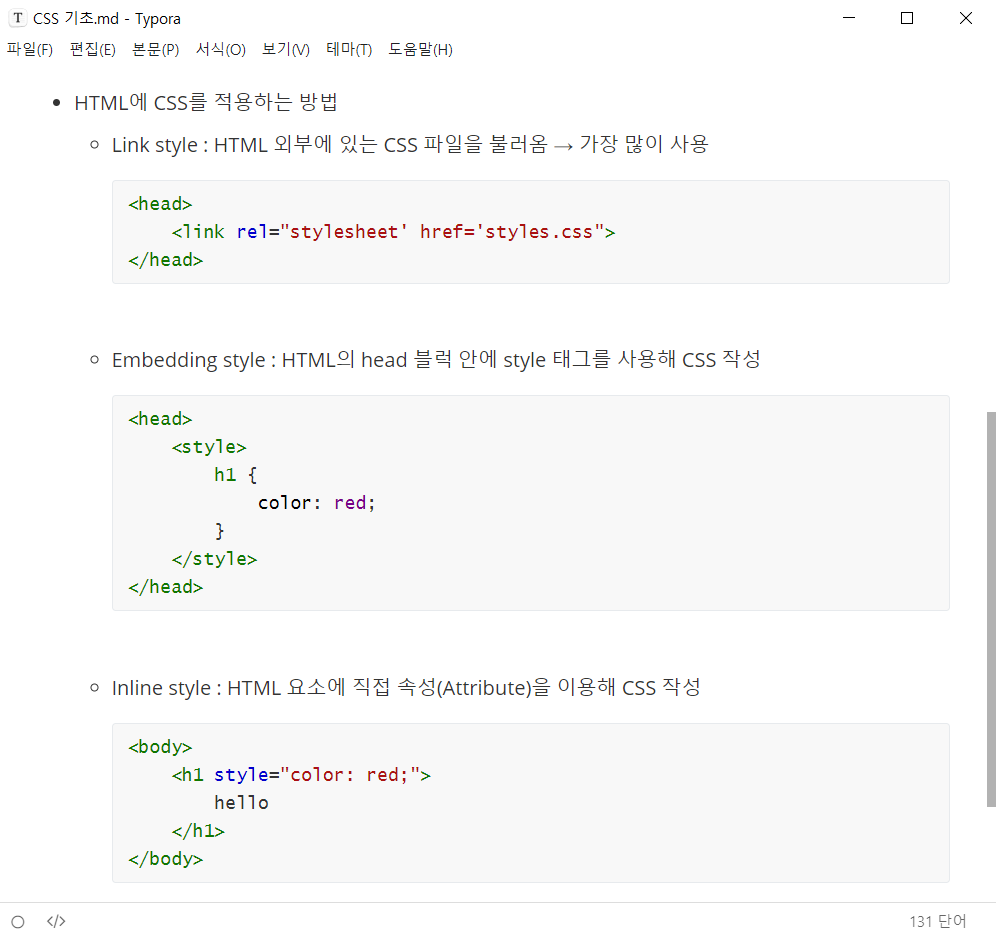 CSS 기초.md - Typora
파일(F) 편집(E) 본문(P) 서식(O) 보기(V) 테마(T) 도움말(H)
HTML에 CSS를 적용하는 방법
Link style : HTML 외부에 있는 CSS 파일을 불러옴 → 가장 많이 사용
<head>
    <link rel="stylesheet' href='styles.css">
</head>
Embedding style : HTML의 head 블럭 안에 style 태그를 사용해 CSS 작성
<head>
    <style>
        h1 {
            color: red;
        }
    </style>
</head>
Inline style : HTML 요소에 직접 속성(Attribute)을 이용해 CSS 작성
<body>
    <h1 style="color: red;">
        hello
    </h1>
</body>
</> 131 단어